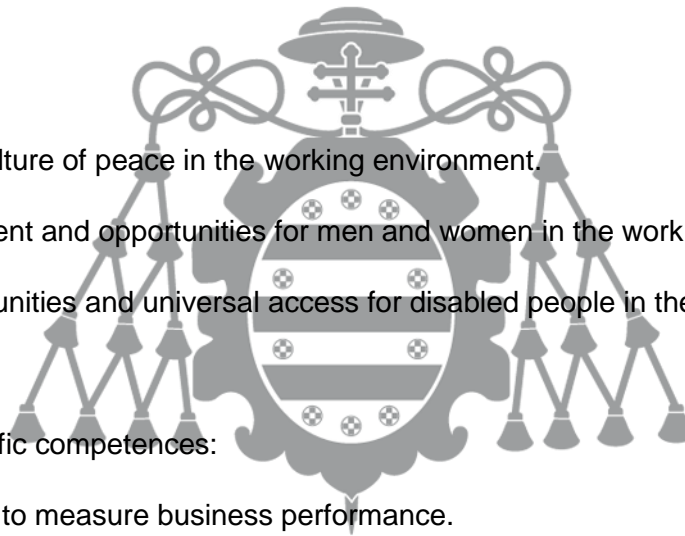 lture of peace in the working environment.
ent and opportunities for men and women in the work
unities and universal access for disabled people in the
fic competences:
to measure business performance.